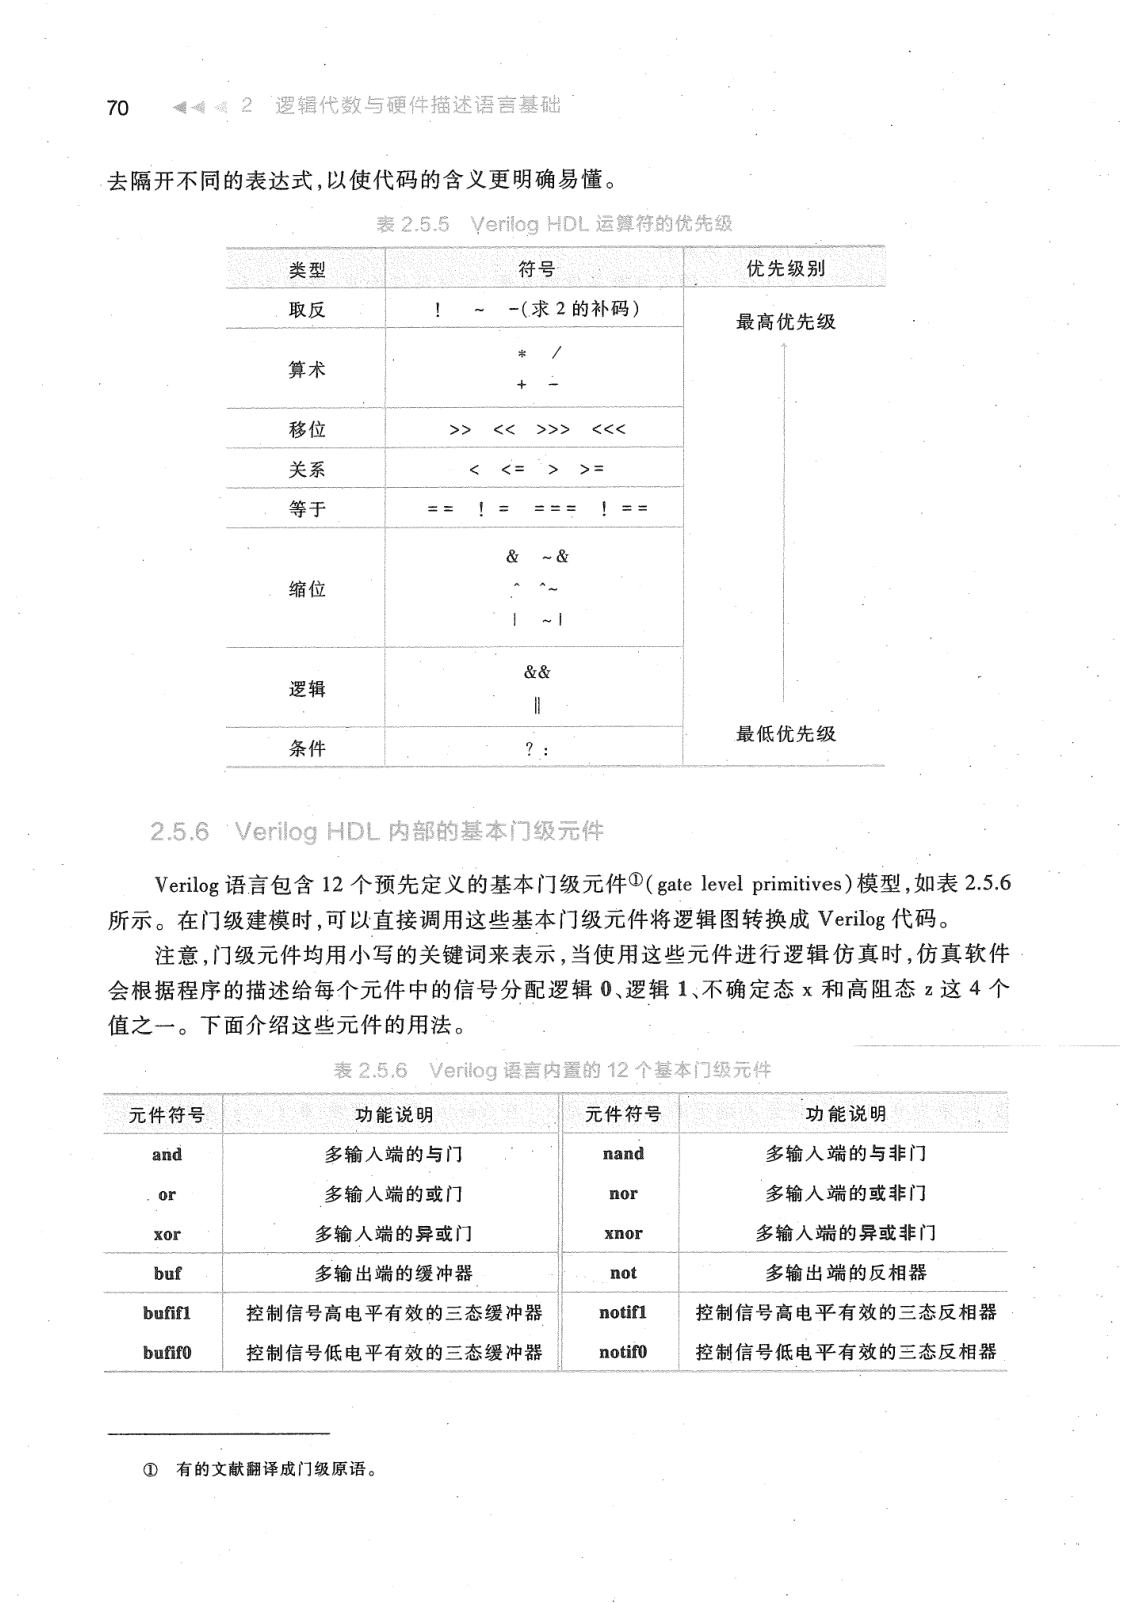 70 2 逻辑代数与硬件描述语言基础
去隔开不同的表达式,以使代码的含义更明确易懂。
表 2.5.5 Verilog HDL 运算符的优先级
类型 符号 优先级别
取反 ! ~ -(求 2 的补码)
最高优先级
算术
* /
+ -
移位 >> << >>> <<<
关系 < <= > >=
等于 == != === !==
缩位
& ~&
^ ^~
| ~|
逻辑
&&
||
最低优先级
条件 ? :
2.5.6 Verilog HDL 内部的基本门级元件
Verilog 语言包含 12 个预先定义的基本门级元件①(gate level primitives)模型,如表 2.5.6
所示。在门级建模时,可以直接调用这些基本门级元件将逻辑图转换成 Verilog 代码。
注意,门级元件均用小写的关键词来表示,当使用这些元件进行逻辑仿真时,仿真软件
会根据程序的描述给每个元件中的信号分配逻辑 0、逻辑 1、不确定态 x 和高阻态 z 这 4 个
值之一。下面介绍这些元件的用法。
表 2.5.6 Verilog 语言内置的 12 个基本门级元件
元件符号 功能说明 元件符号 功能说明
and 多输入端的与门 nand 多输入端的与非门
or 多输入端的或门 nor 多输入端的或非门
xor 多输入端的异或门 xnor 多输入端的异或非门
buf 多输出端的缓冲器 not 多输出端的反相器
bufif1 控制信号高电平有效的三态缓冲器 notif1 控制信号高电平有效的三态反相器
bufif0 控制信号低电平有效的三态缓冲器 notif0 控制信号低电平有效的三态反相器
① 有的文献翻译成门级原语。